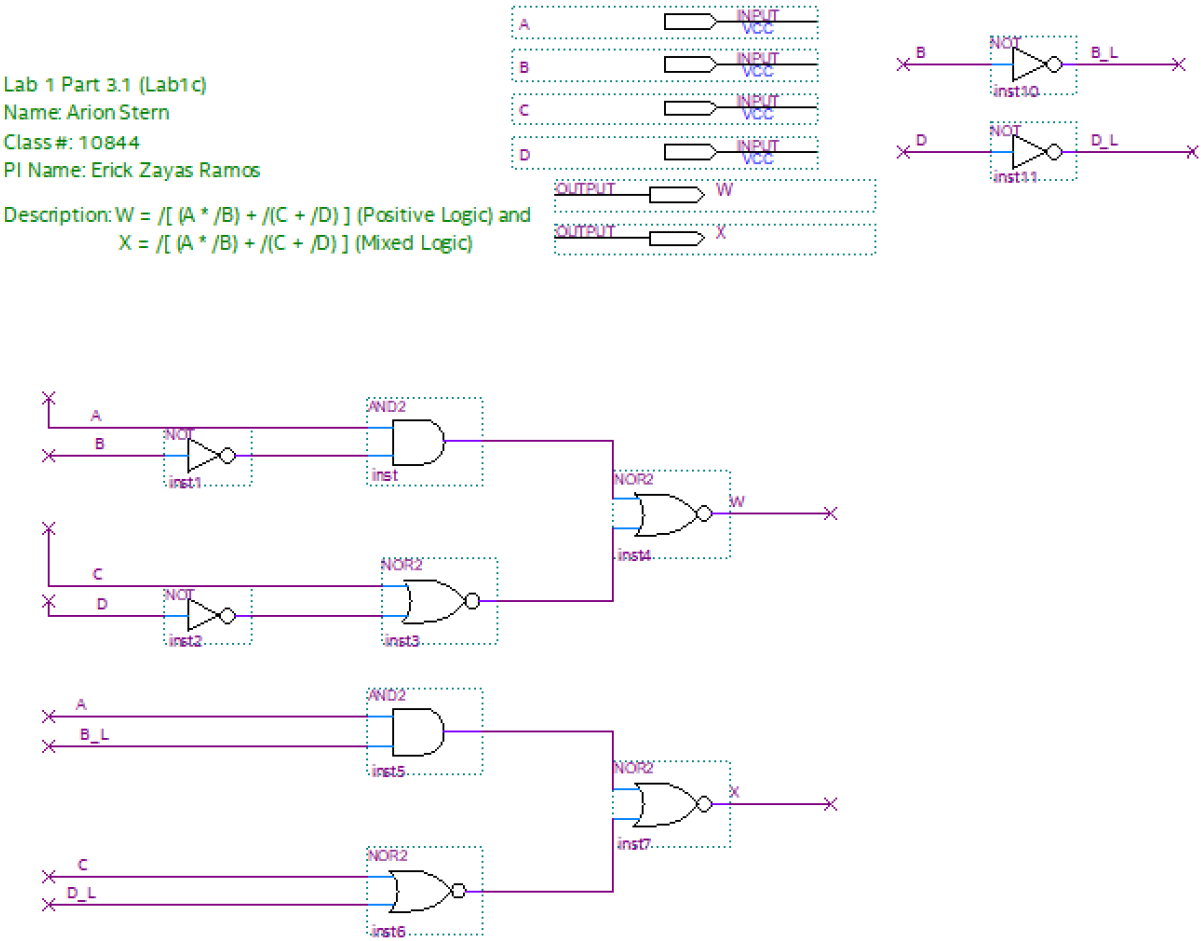 A
INPUT
VCC
B
INPUT
VCC
C
INPUT
VCC
D
INPUT
VCC
OUTPUT
W
OUTPUT
X
B
NOT
B_L
inst10
D
NOT
D_L
inst11
Lab 1 Part 3.1 (Lab1c)
Name: Arion Stern
Class #: 10844
PI Name: Erick Zayas Ramos
Description: W = /[ (A * /B) + /(C + /D) ] (Positive Logic) and
X = /[ (A * /B) + /(C + /D) ] (Mixed Logic)
A
B
NOT
inst1
AND2
inst
C
D
NOT
inst2
NOR2
inst3
NOR2
inst4
W
A
B_L
AND2
inst5
C
D_L
NOR2
inst6
NOR2
inst7
X